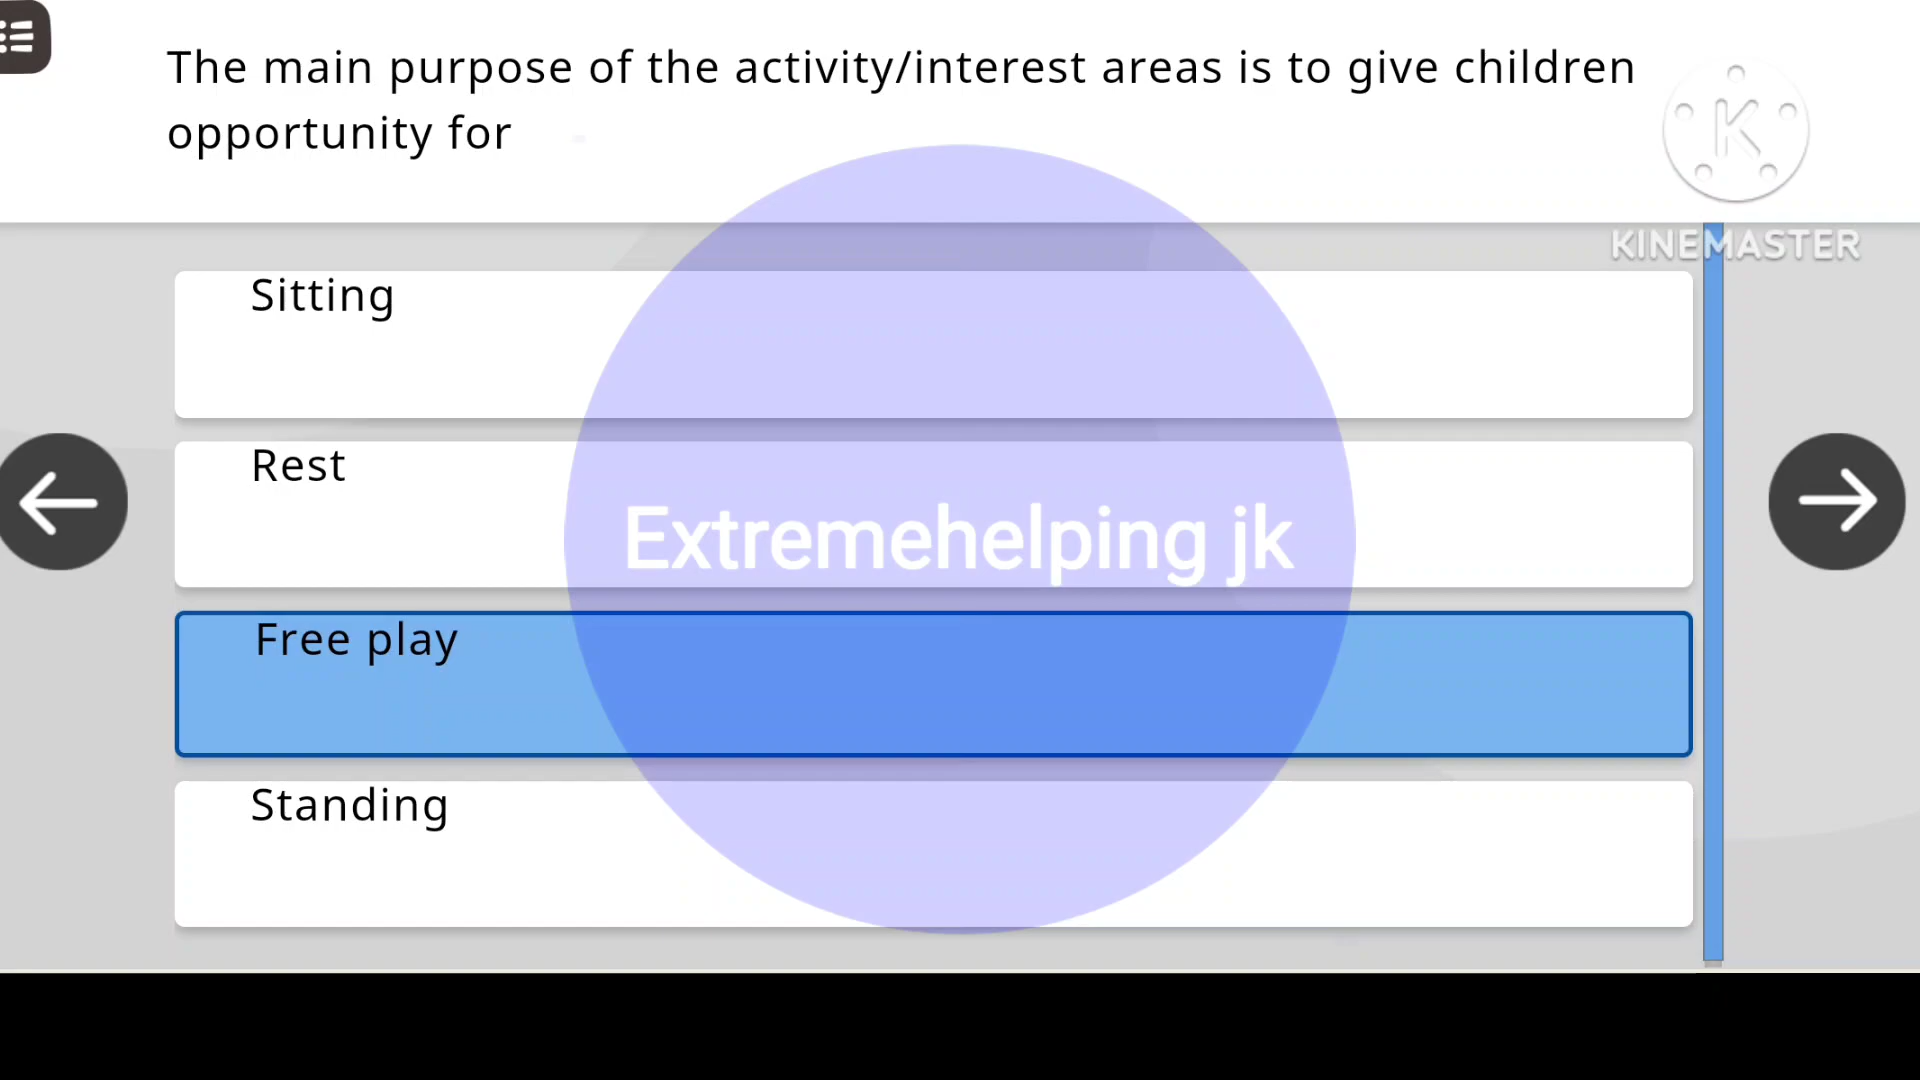 The main purpose of the activity/interest areas is to give children
opportunity for
K
KINEMASTER
Sitting
Rest
Extremehelping jk
Free play
Standing